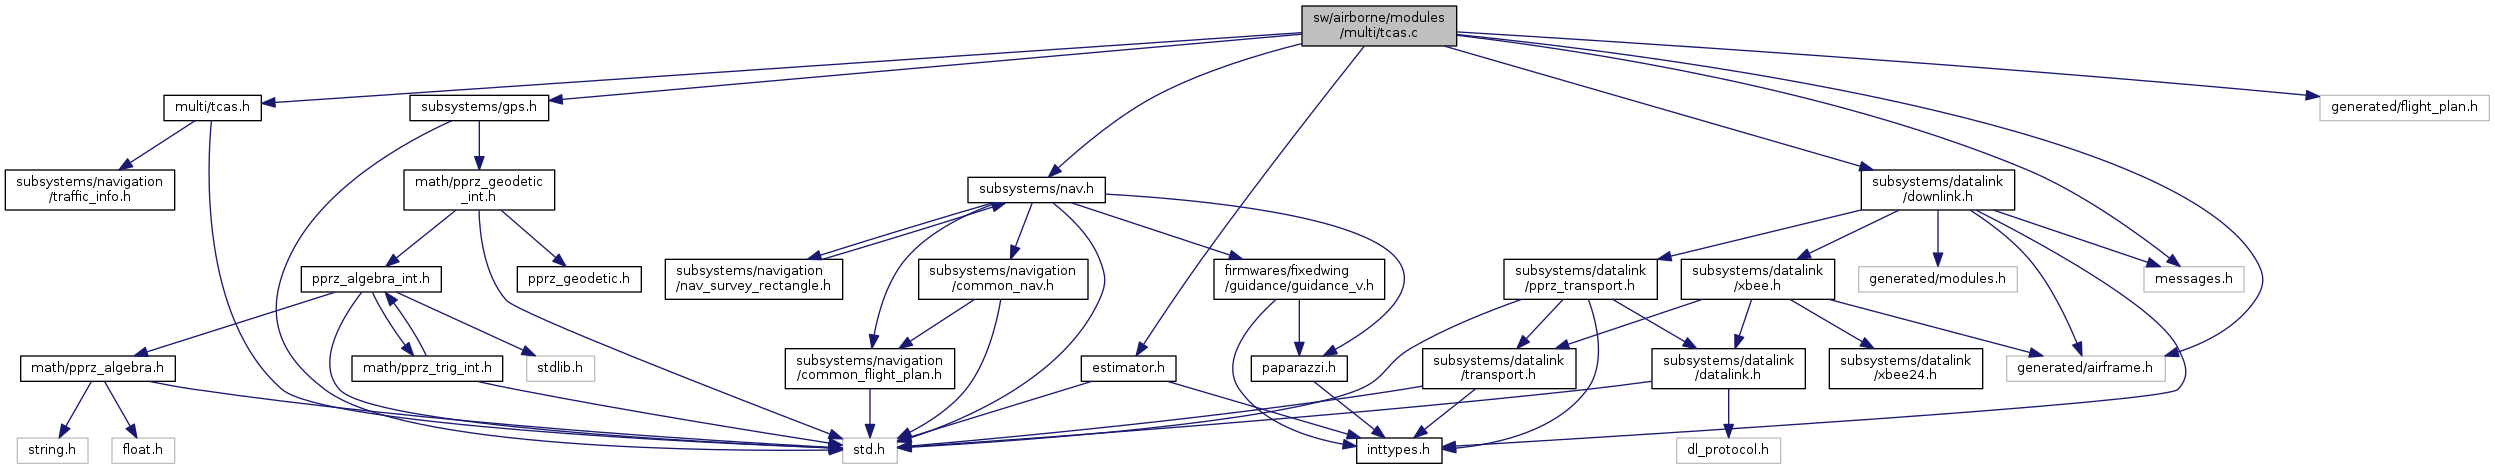 sw/airborne/modules
/multi/tcas.c
multi/tcas.h
subsystems/gps.h
generated/flight_plan.h
subsystems/navigation
/traffic_info.h
math/pprz_geodetic
_int.h
subsystems/nav.h
subsystems/datalink
/downlink.h
pprz_algebra_int.h
pprz_geodetic.h
subsystems/navigation
/nav_survey_rectangle.h
subsystems/navigation
/common_nav.h
firmwares/fixedwing
/guidance/guidance_v.h
subsystems/datalink
/pprz_transport.h
subsystems/datalink
/xbee.h
generated/modules.h
messages.h
math/pprz_algebra.h
math/pprz_trig_int.h
stdlib.h
subsystems/navigation
/common_flight_plan.h
estimator.h
paparazzi.h
subsystems/datalink
/transport.h
subsystems/datalink
/datalink.h
subsystems/datalink
/xbee24.h
generated/airframe.h
string.h
float.h
std.h
inttypes.h
dl_protocol.h